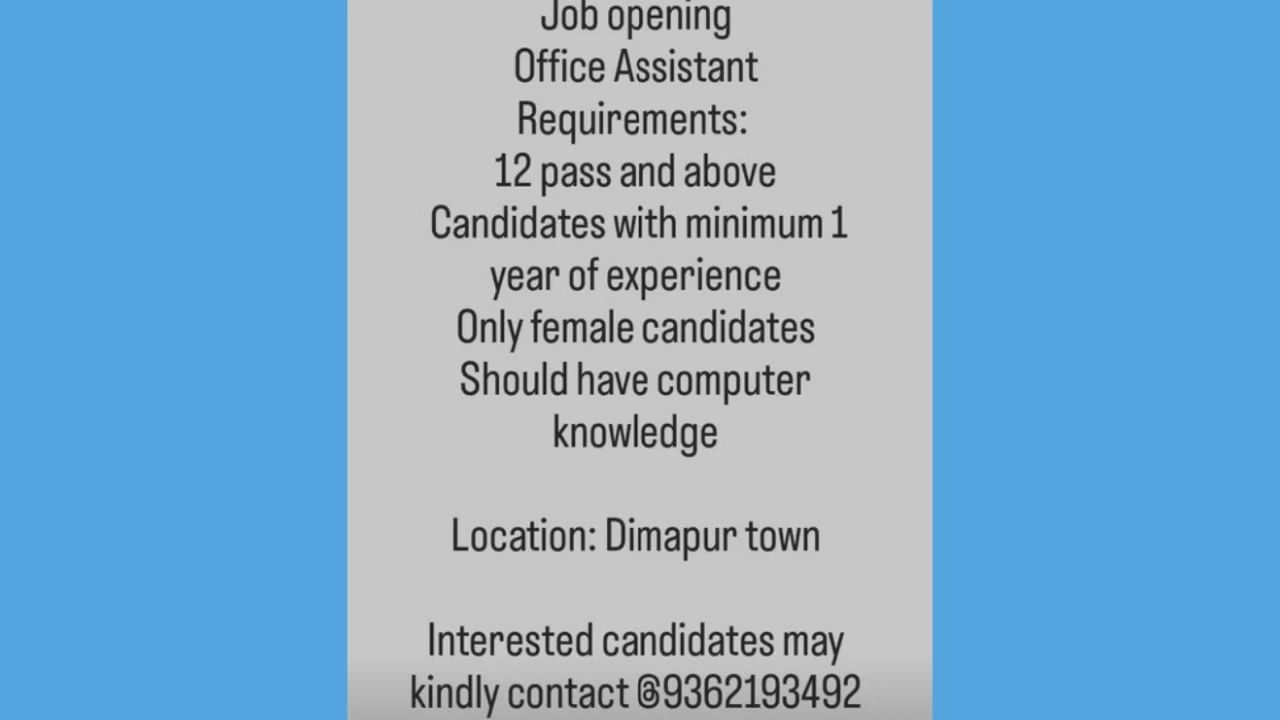 Job opening
Office Assistant
Requirements:
12 pass and above
Candidates with minimum 1
year of experience
Only female candidates
Should have computer
knowledge
Location: Dimapur town
Interested candidates may
kindly contact @9362193492